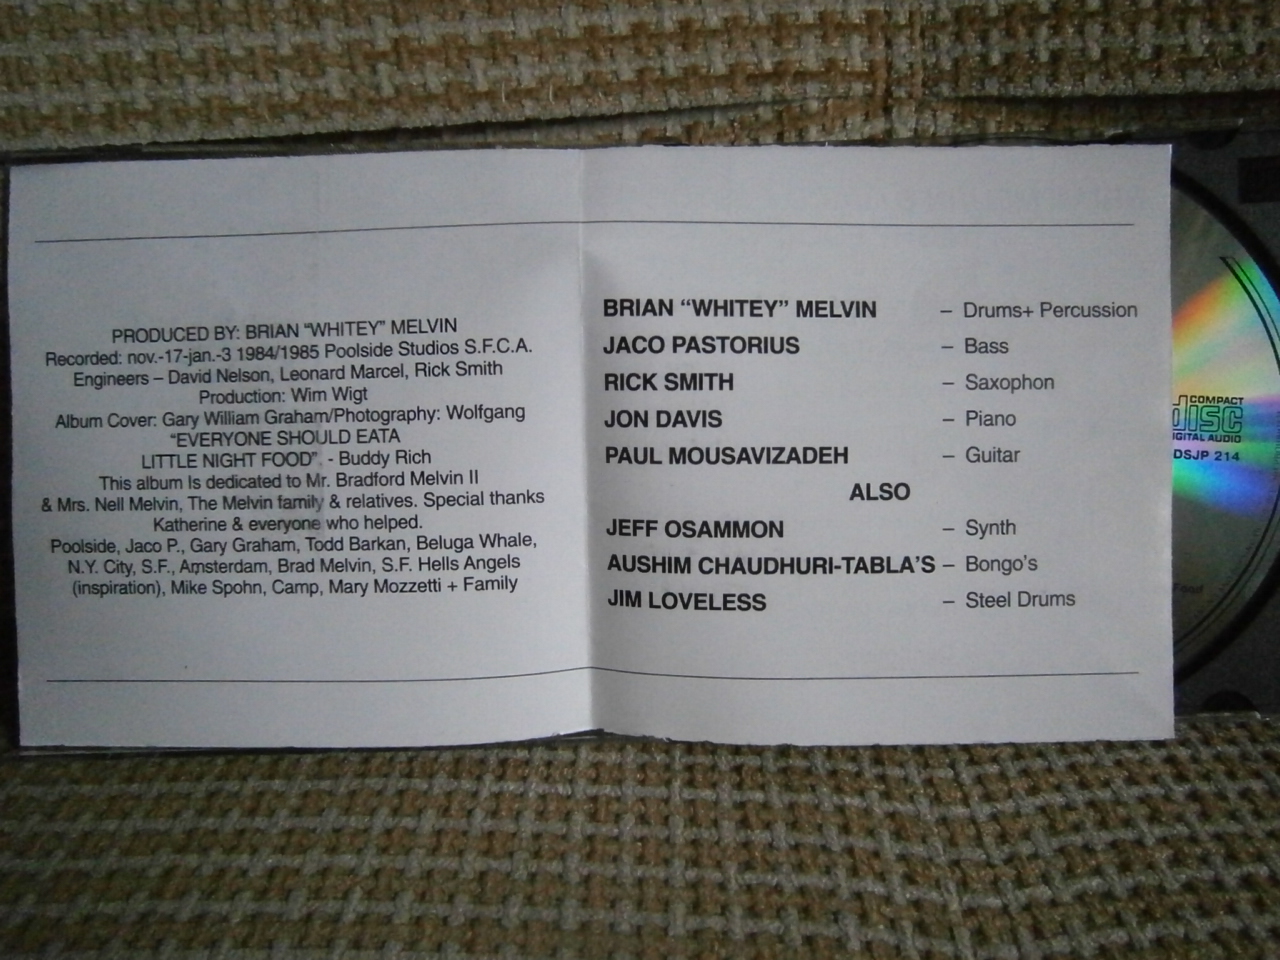 PRODUCED BY: BRIAN “WHITEY” MELVIN
Recorded: nov.-17-jan.-3 1984/1985 Poolside Studios S.F.C.A.
Engineers – David Nelson, Leonard Marcel, Rick Smith
Production: Wim Wigt
Album Cover: Gary William Graham/Photography: Wolfgang
“EVERYONE SHOULD EATA
LITTLE NIGHT FOOD”. - Buddy Rich
This album Is dedicated to Mr. Bradford Melvin II
& Mrs. Nell Melvin, The Melvin family & relatives. Special thanks
Katherine & everyone who helped.
Poolside, Jaco P., Gary Graham, Todd Barkan, Beluga Whale,
N.Y. City, S.F., Amsterdam, Brad Melvin, S.F. Hells Angels
(inspiration), Mike Spohn, Camp, Mary Mozzetti + Family
BRIAN “WHITEY” MELVIN – Drums+ Percussion
JACO PASTORIUS – Bass
RICK SMITH – Saxophon
JON DAVIS – Piano
PAUL MOUSAVIZADEH – Guitar
ALSO
JEFF OSAMMON – Synth
AUSHIM CHAUDHURI-TABLA’S – Bongo’s
JIM LOVELESS – Steel Drums
COMPACT
disc
DIGITAL AUDIO
DSJP 214